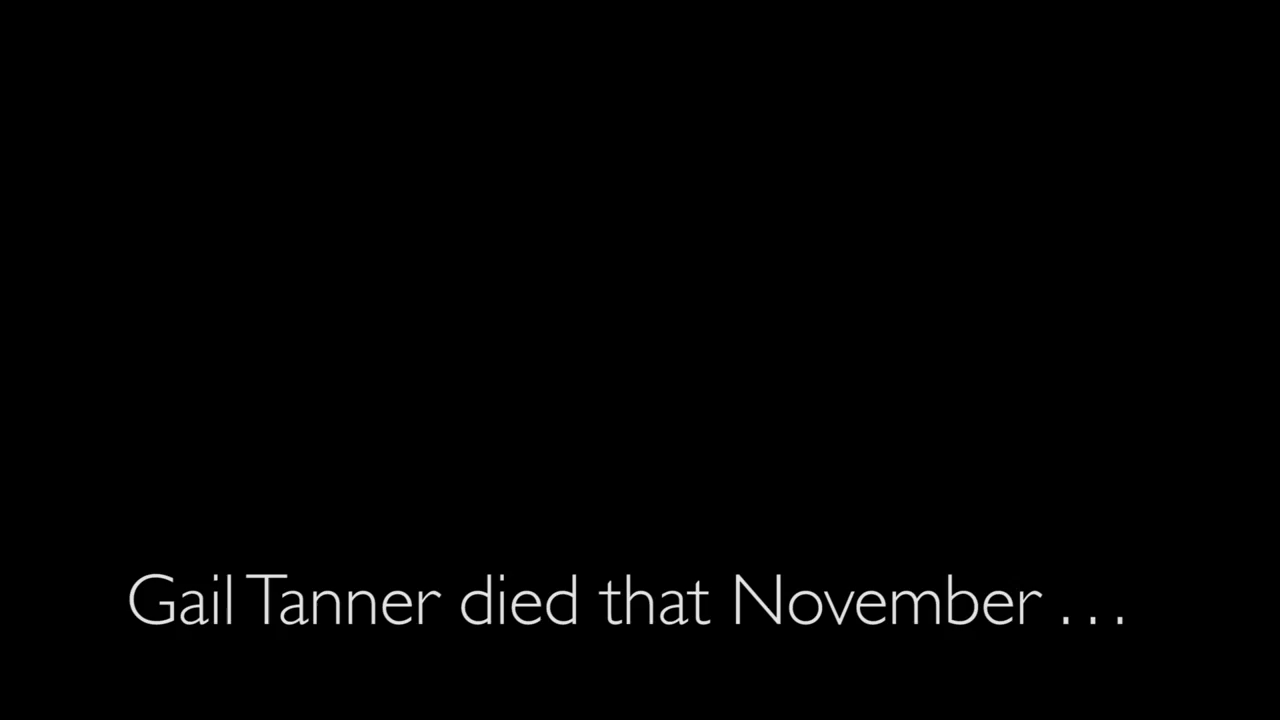 Gail Tanner died that November . . .